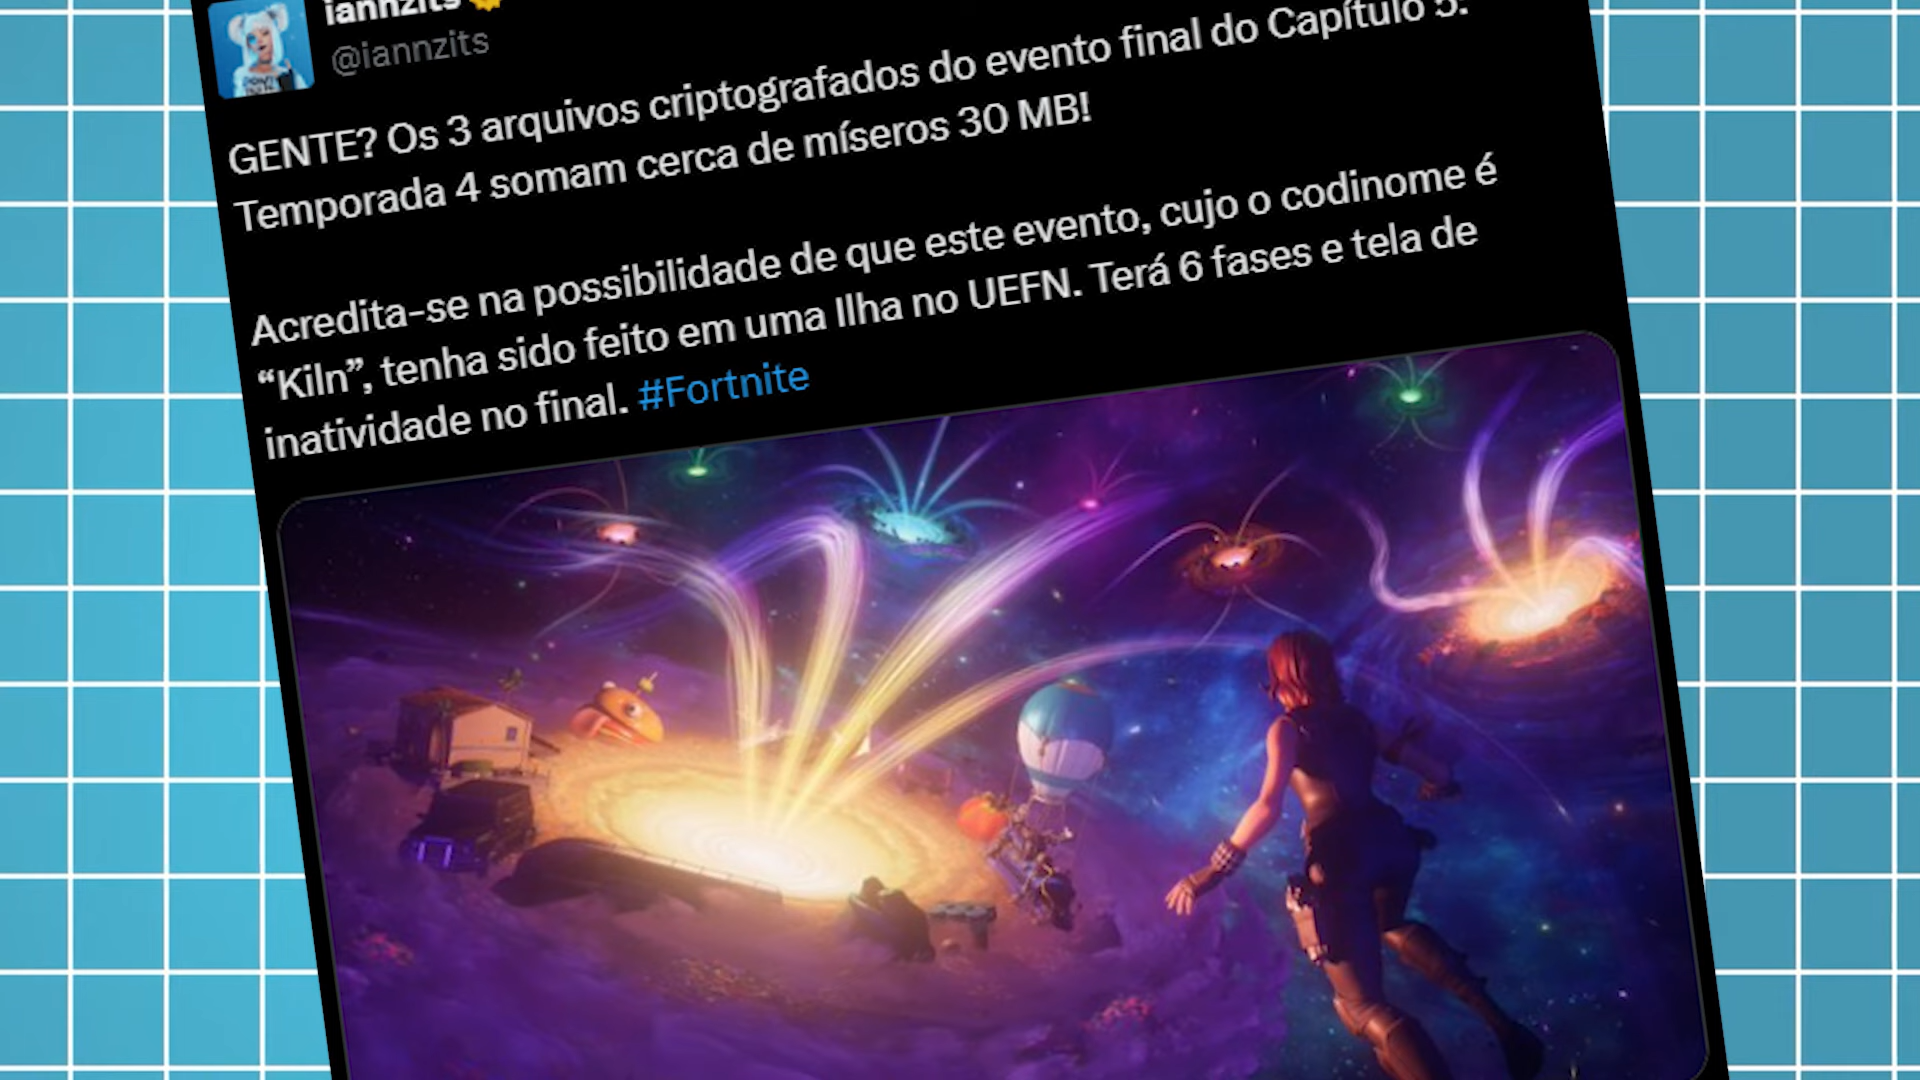 iannzits
@iannzits
GENTE? Os 3 arquivos criptografados do evento final do Capítulo 5:
Temporada 4 somam cerca de míseros 30 MB!
Acredita-se na possibilidade de que este evento, cujo o codinome é
“Kiln”, tenha sido feito em uma Ilha no UEFN. Terá 6 fases e tela de
inatividade no final. #Fortnite